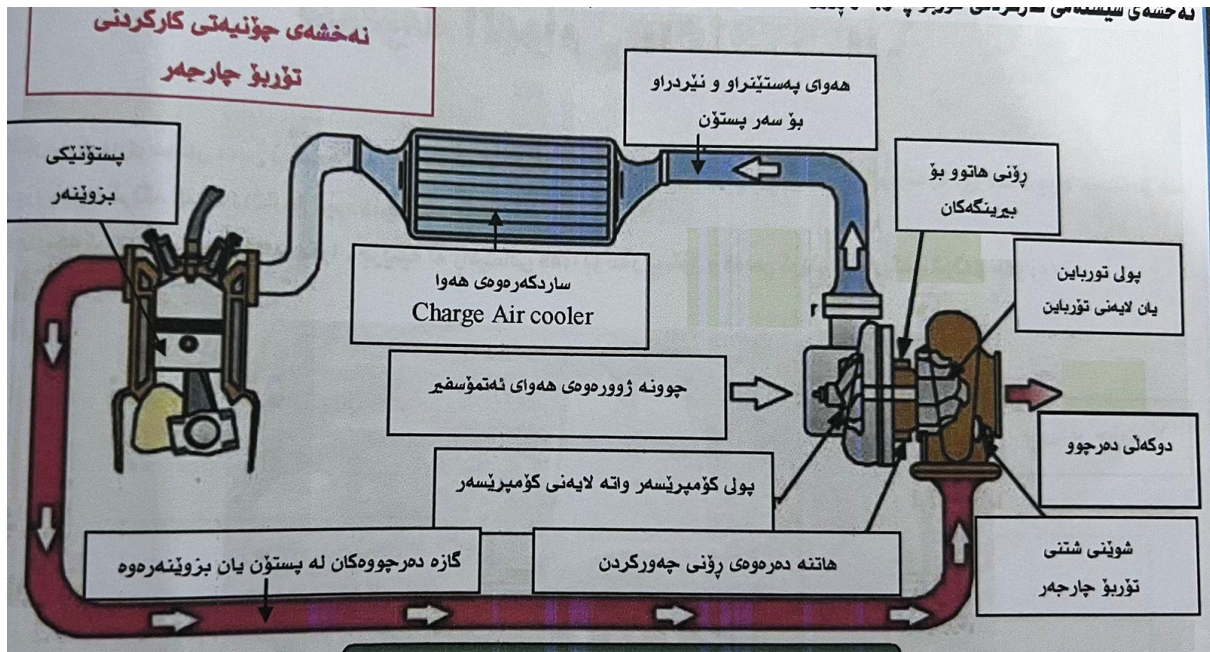 نەخشەی چۆنیەتی کارکردنی
تۆربۆ چارجەر
هەوای پەستێنراو و نێردراو
بۆ سەر پستۆن
پستۆنێکی
بزوێنەر
ڕۆنی هاتوو بۆ
بیرینگەکان
پولی تورباین
یان لایەنی تۆرباین
ساردگەرەوەی هەوا
Charge Air cooler
چوونە ژوورەوەی هەوای ئەتمۆسفیر
دوکەڵی دەرچوو
پولی کۆمپرێسەر واتە لایەنی کۆمپرێسەر
شوێنی شتنی
تۆربۆ چارجەر
هاتنە دەرەوەی ڕۆنی چەورکردن
گازە دەرچووەکان لە پستۆن یان بزوێنەرەوە